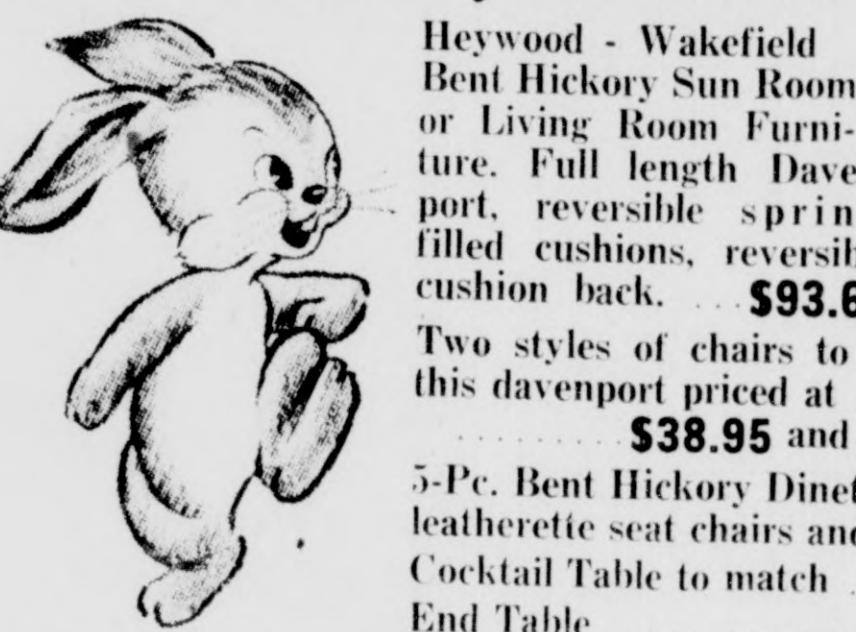 Heywood - Wakefield
Bent Hickory Sun Room
or Living Room Furni-
ture. Full length Dave
port, reversible sprin
filled cushions, reversib
cushion back. ... $93.6
Two styles of chairs to
this davenport priced at
.......... $38.95 and
5-Pc. Bent Hickory Dinet
leatherette seat chairs and
Cocktail Table to match .
End Table